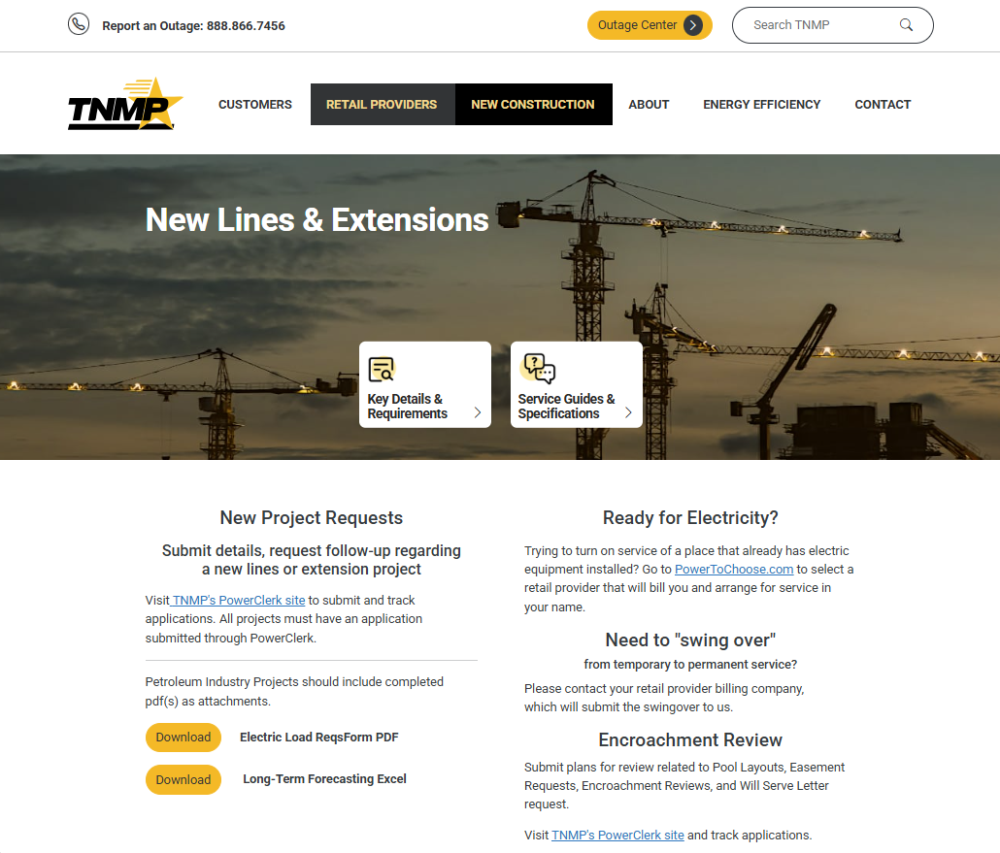 Report an Outage: 888.866.7456
Outage Center
Search TNMP
TNMP
CUSTOMERS
RETAIL PROVIDERS
NEW CONSTRUCTION
ABOUT
ENERGY EFFICIENCY
CONTACT
New Lines & Extensions
Key Details &
Requirements
Service Guides &
Specifications
New Project Requests
Submit details, request follow-up regarding
a new lines or extension project
Visit TNMP's PowerClerk site to submit and track
applications. All projects must have an application
submitted through PowerClerk.
Petroleum Industry Projects should include completed
pdf(s) as attachments.
Download
Electric Load ReqsForm PDF
Download
Long-Term Forecasting Excel
Ready for Electricity?
Trying to turn on service of a place that already has electric
equipment installed? Go to PowerToChoose.com to select a
retail provider that will bill you and arrange for service in
your name.
Need to "swing over"
from temporary to permanent service?
Please contact your retail provider billing company,
which will submit the swingover to us.
Encroachment Review
Submit plans for review related to Pool Layouts, Easement
Requests, Encroachment Reviews, and Will Serve Letter
request.
Visit TNMP's PowerClerk site and track applications.